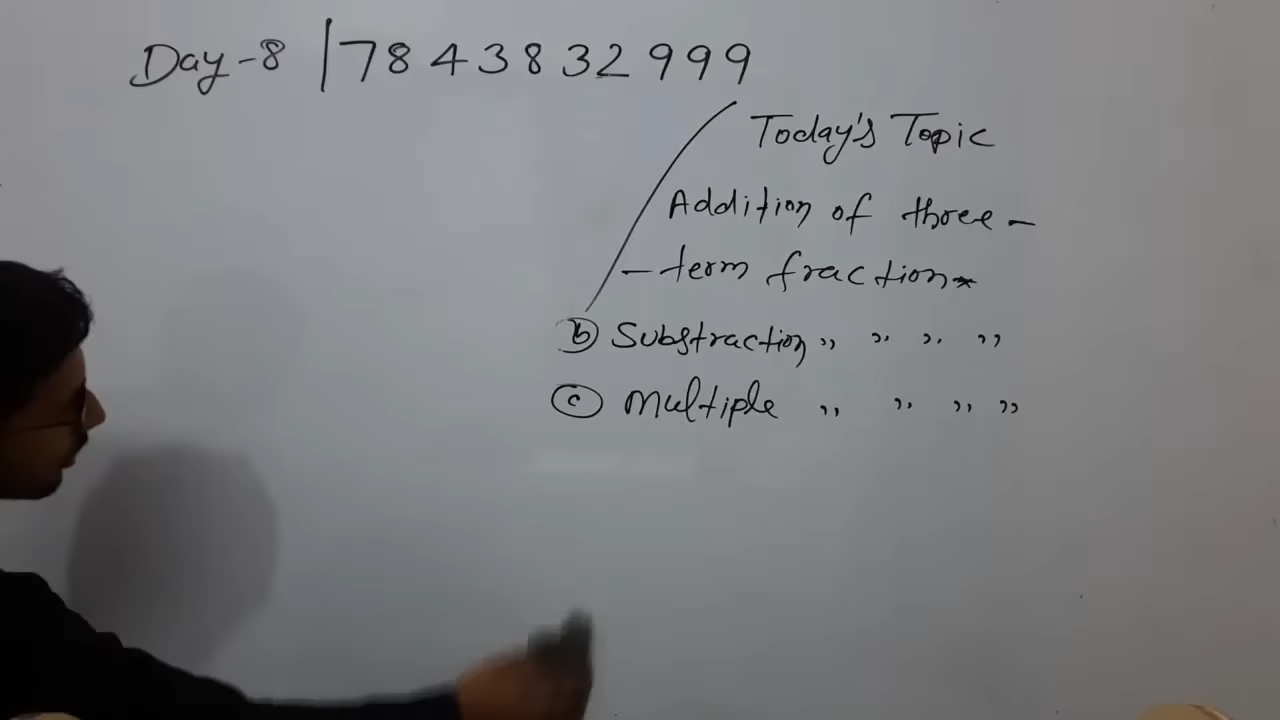 Day-8 | 7843832999
Today's Topic
Addition of three -
- term fraction
ⓑ Substraction ,, ,, ,, ,,
ⓒ Multiple ,, ,, ,, ,,